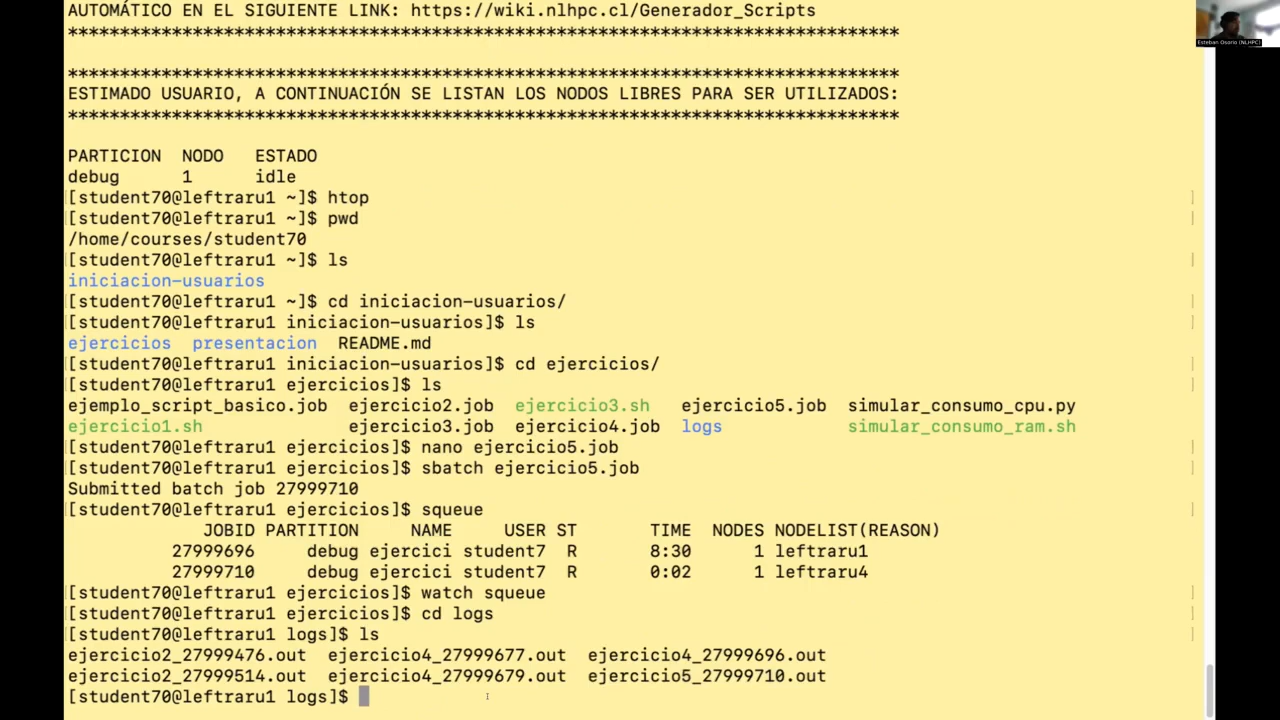 AUTOMÁTICO EN EL SIGUIENTE LINK: https://wiki.nlhpc.cl/Generador_Scripts
********************************************************************************
********************************************************************************
ESTIMADO USUARIO, A CONTINUACIÓN SE LISTAN LOS NODOS LIBRES PARA SER UTILIZADOS:
********************************************************************************
PARTICION  NODO   ESTADO
debug      1      idle
[student70@leftraru1 ~]$ htop
[student70@leftraru1 ~]$ pwd
/home/courses/student70
[student70@leftraru1 ~]$ ls
iniciacion-usuarios
[student70@leftraru1 ~]$ cd iniciacion-usuarios/
[student70@leftraru1 iniciacion-usuarios]$ ls
ejercicios  presentacion  README.md
[student70@leftraru1 iniciacion-usuarios]$ cd ejercicios/
[student70@leftraru1 ejercicios]$ ls
ejemplo_script_basico.job  ejercicio2.job  ejercicio3.sh   ejercicio5.job  simular_consumo_cpu.py
ejercicio1.sh              ejercicio3.job  ejercicio4.job  logs            simular_consumo_ram.sh
[student70@leftraru1 ejercicios]$ nano ejercicio5.job
[student70@leftraru1 ejercicios]$ sbatch ejercicio5.job
Submitted batch job 27999710
[student70@leftraru1 ejercicios]$ squeue
             JOBID PARTITION     NAME     USER ST       TIME  NODES NODELIST(REASON)
          27999696     debug ejercici student7  R       8:30      1 leftraru1
          27999710     debug ejercici student7  R       0:02      1 leftraru4
[student70@leftraru1 ejercicios]$ watch squeue
[student70@leftraru1 ejercicios]$ cd logs
[student70@leftraru1 logs]$ ls
ejercicio2_27999476.out  ejercicio4_27999677.out  ejercicio4_27999696.out
ejercicio2_27999514.out  ejercicio4_27999679.out  ejercicio5_27999710.out
[student70@leftraru1 logs]$
Esteban Osorio (NLHPC)